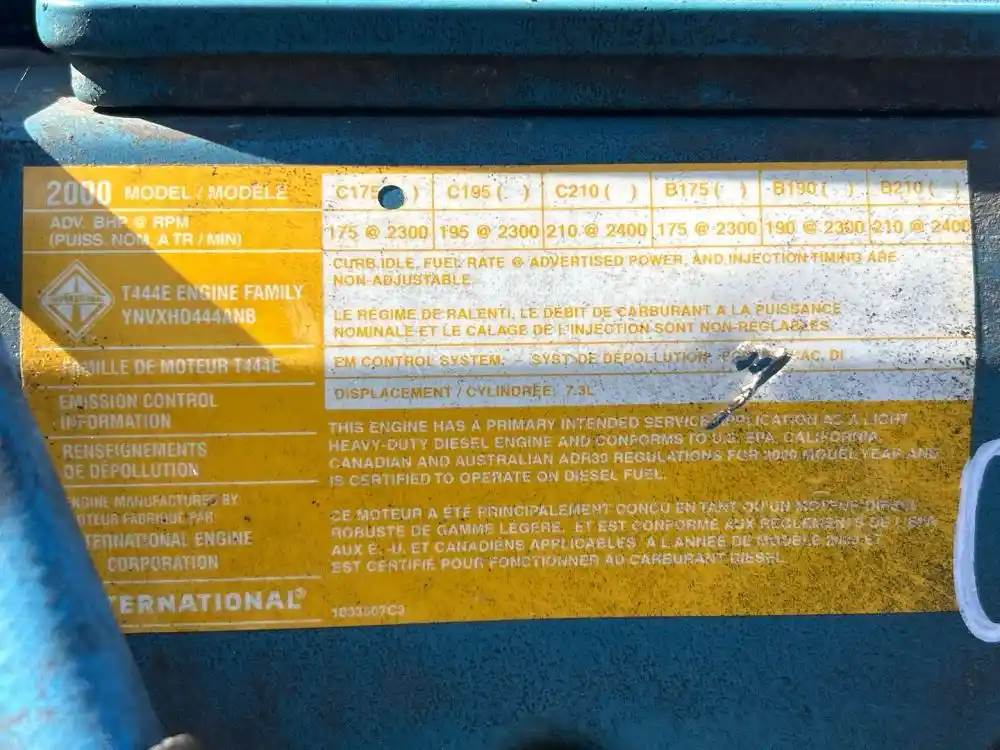 2000 MODEL / MODÈLE
C175 ( ) C195 ( ) C210 ( ) B175 ( ) B190 ( ) B210 ( )
ADV. BHP @ RPM
(PUISS. NOM. A TR / MIN)
175 @ 2300 195 @ 2300 210 @ 2400 175 @ 2300 190 @ 2300 210 @ 2400
T444E ENGINE FAMILY
YNVXHD444ANB
FAMILLE DE MOTEUR T444E
EMISSION CONTROL
INFORMATION
RENSEIGNEMENTS
DE DÉPOLLUTION
ENGINE MANUFACTURED BY
MOTEUR FABRIQUÉ PAR
INTERNATIONAL ENGINE
CORPORATION
INTERNATIONAL®
CURB IDLE, FUEL RATE @ ADVERTISED POWER, AND INJECTION TIMING ARE
NON-ADJUSTABLE.
LE RÉGIME DE RALENTI, LE DÉBIT DE CARBURANT A LA PUISSANCE
NOMINALE ET LE CALAGE DE L'INJECTION SONT NON-RÉGLABLES.
EM CONTROL SYSTEM. - SYST DE DÉPOLLUTION AC, DI
DISPLACEMENT / CYLINDRÉE: 7.3L
THIS ENGINE HAS A PRIMARY INTENDED SERVICE APPLICATION AS A LIGHT
HEAVY-DUTY DIESEL ENGINE AND CONFORMS TO U.S. EPA, CALIFORNIA,
CANADIAN AND AUSTRALIAN ADR30 REGULATIONS FOR 2000 MODEL YEAR AND
IS CERTIFIED TO OPERATE ON DIESEL FUEL.
CE MOTEUR A ÉTÉ PRINCIPALEMENT CONCU EN TANT QU'UN MOTEUR DIESEL
ROBUSTE DE GAMME LÉGÈRE, ET EST CONFORME AUX RÈGLEMENTS DE L'EPA
AUX É.-U. ET CANADIENS APPLICABLES À L'ANNÉE DE MODÈLE 2000 ET
EST CERTIFIÉ POUR FONCTIONNER AU CARBURANT DIESEL.